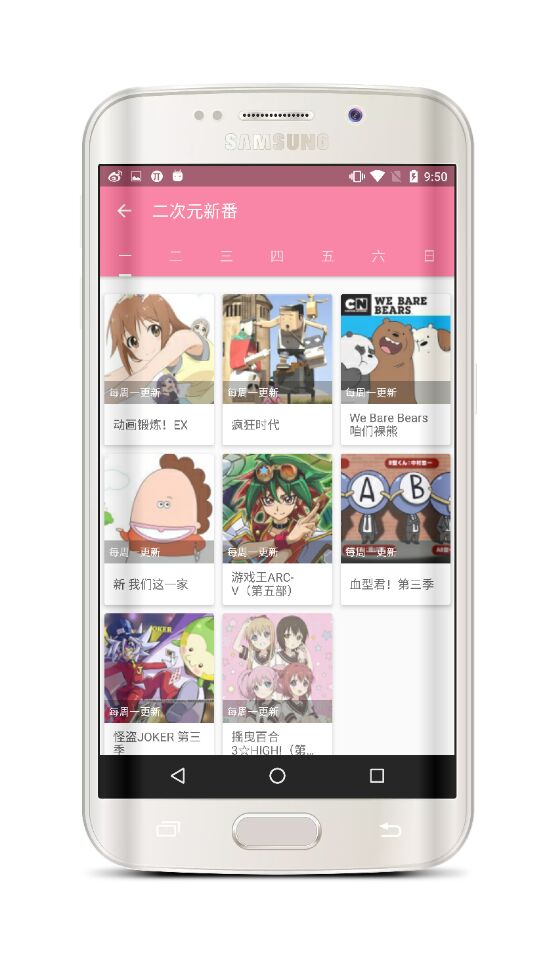 SAMSUNG
9:50
二次元新番
一 二 三 四 五 六 日
CN WE BARE BEARS
每周一更新
每周一更新
每周一更新
动画锻炼！EX
疯狂时代
We Bare Bears
咱们裸熊
A B
每周一更新
每周一更新
每周一更新
新 我们这一家
游戏王ARC-
V（第五部）
血型君！第三季
JOKER
每周一更新
每周一更新
怪盗JOKER 第三
季
摇曳百合
3☆HIGH!（第...